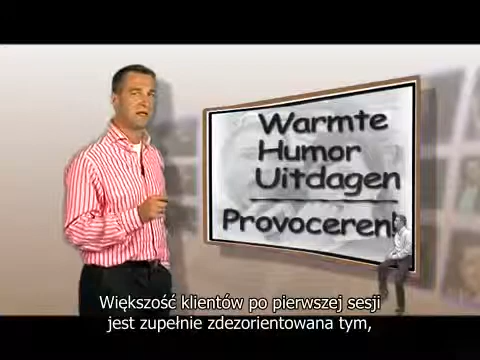 Warmte
Humor
Uitdagen
Provoceren!
Większość klientów po pierwszej sesji
jest zupełnie zdezorientowana tym,